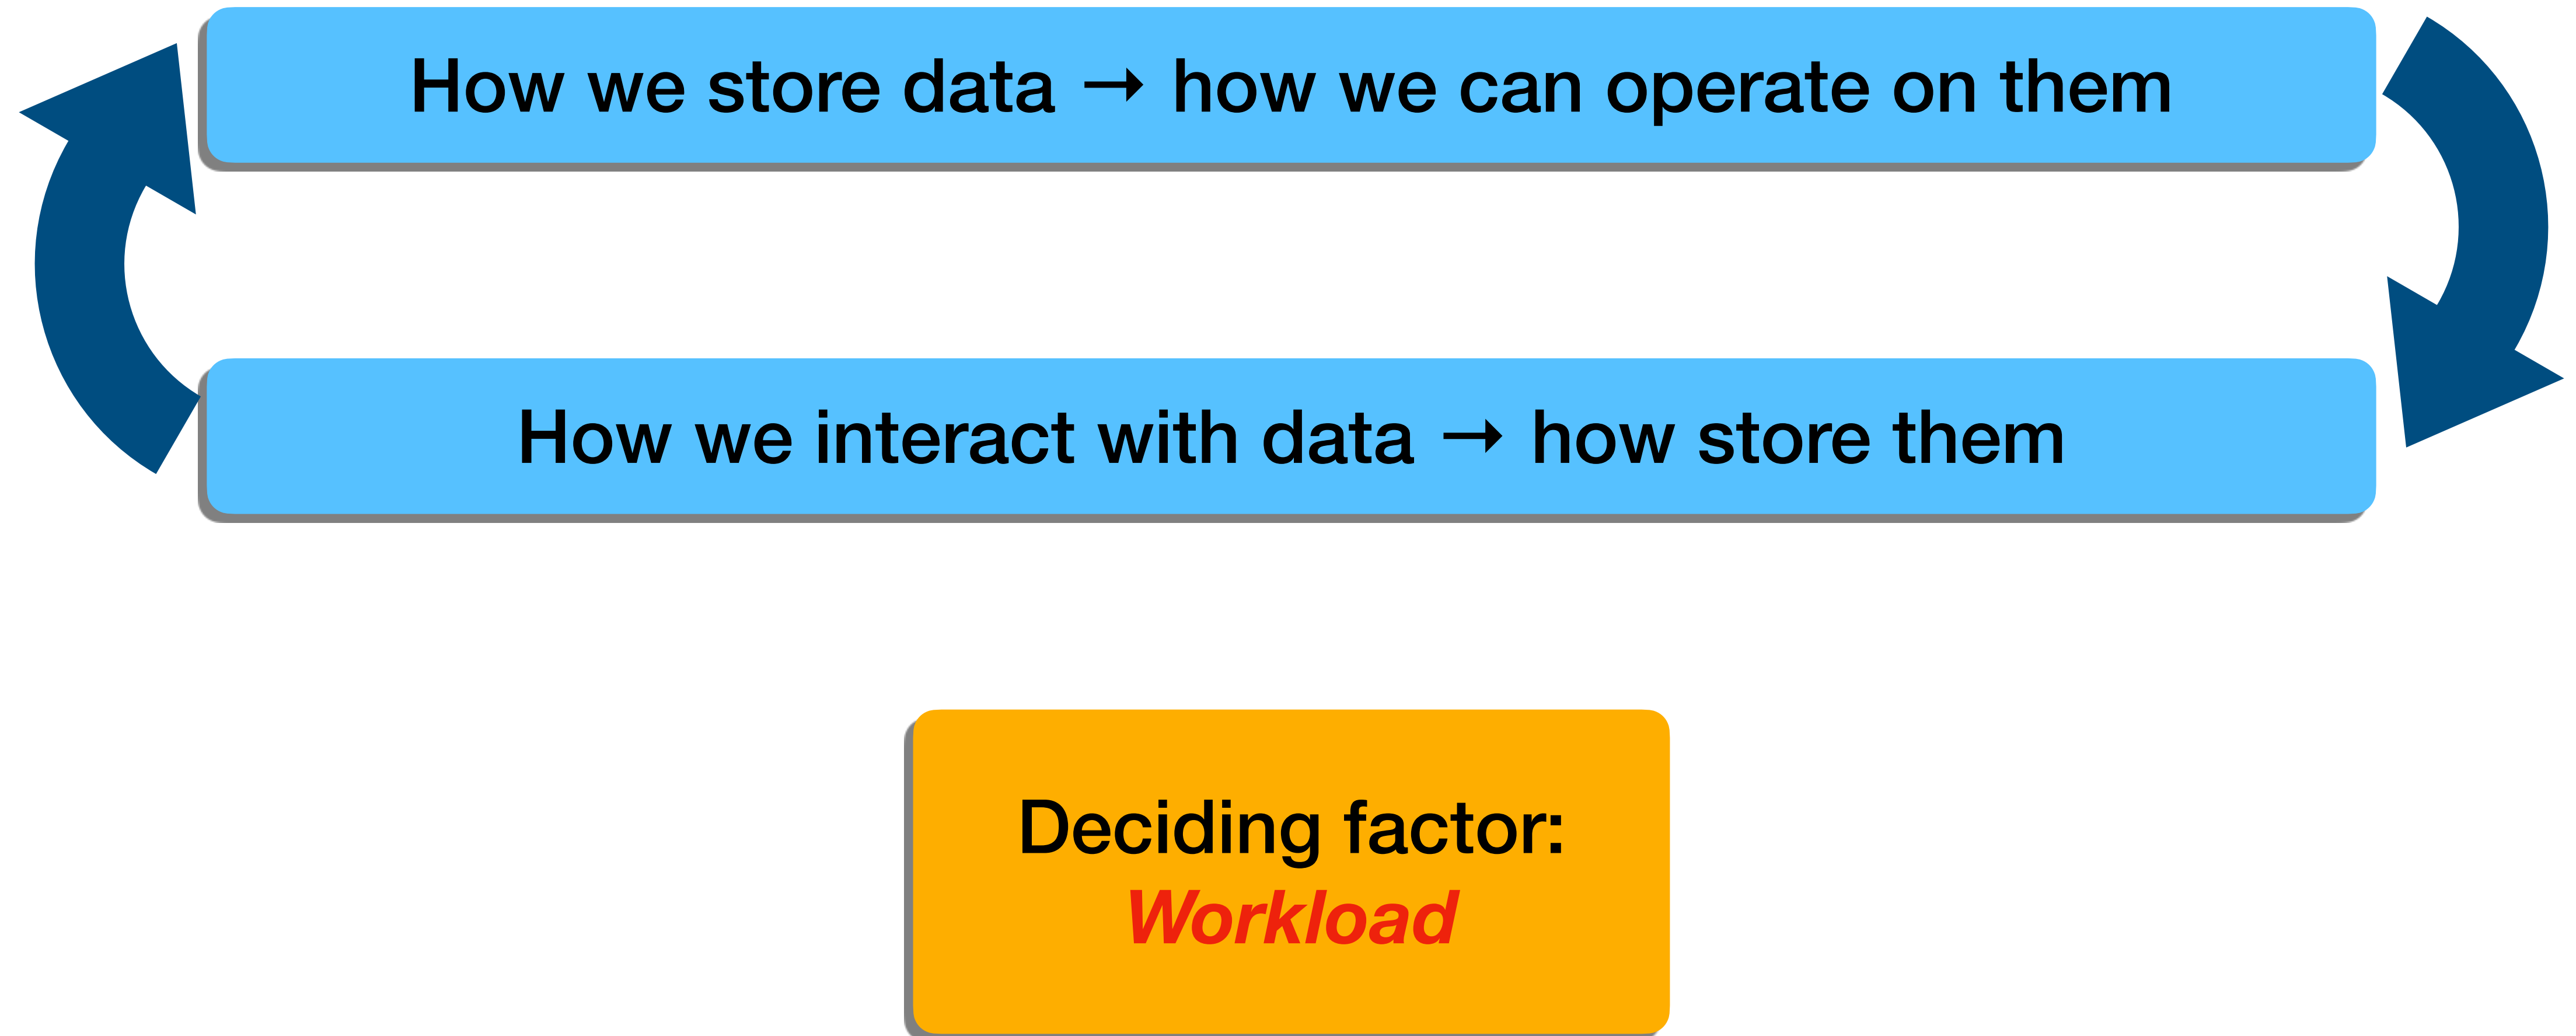 How we store data → how we can operate on them
How we interact with data → how store them
Deciding factor:
Workload